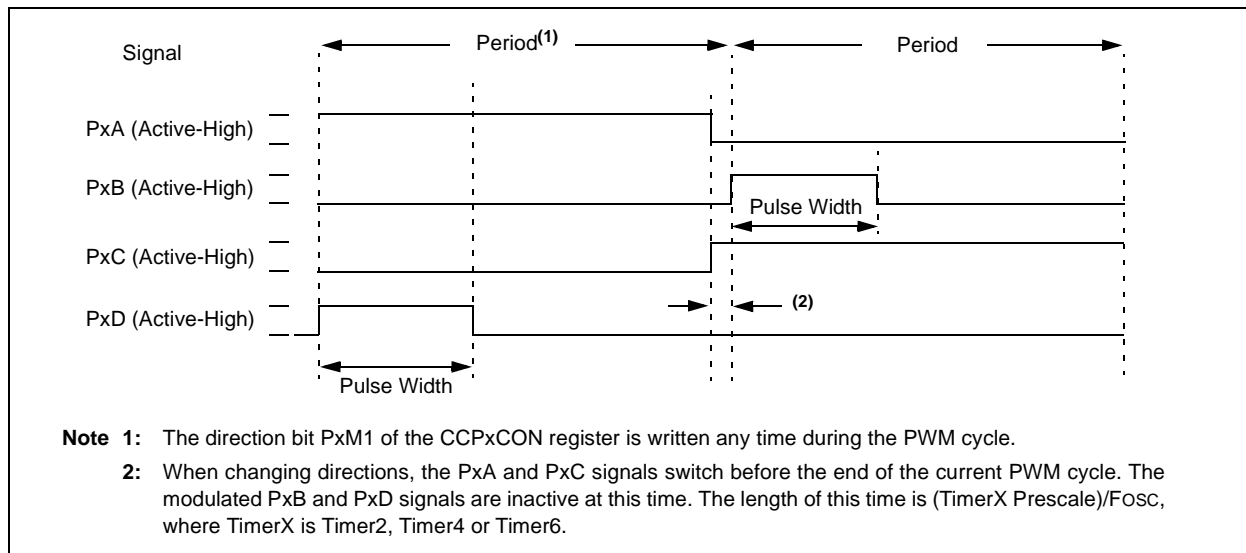 Signal
Period(1)
Period
PxA (Active-High)
PxB (Active-High)
Pulse Width
PxC (Active-High)
(2)
PxD (Active-High)
Pulse Width
Note 1: The direction bit PxM1 of the CCPxCON register is written any time during the PWM cycle.
2: When changing directions, the PxA and PxC signals switch before the end of the current PWM cycle. The
modulated PxB and PxD signals are inactive at this time. The length of this time is (TimerX Prescale)/FOSC,
where TimerX is Timer2, Timer4 or Timer6.